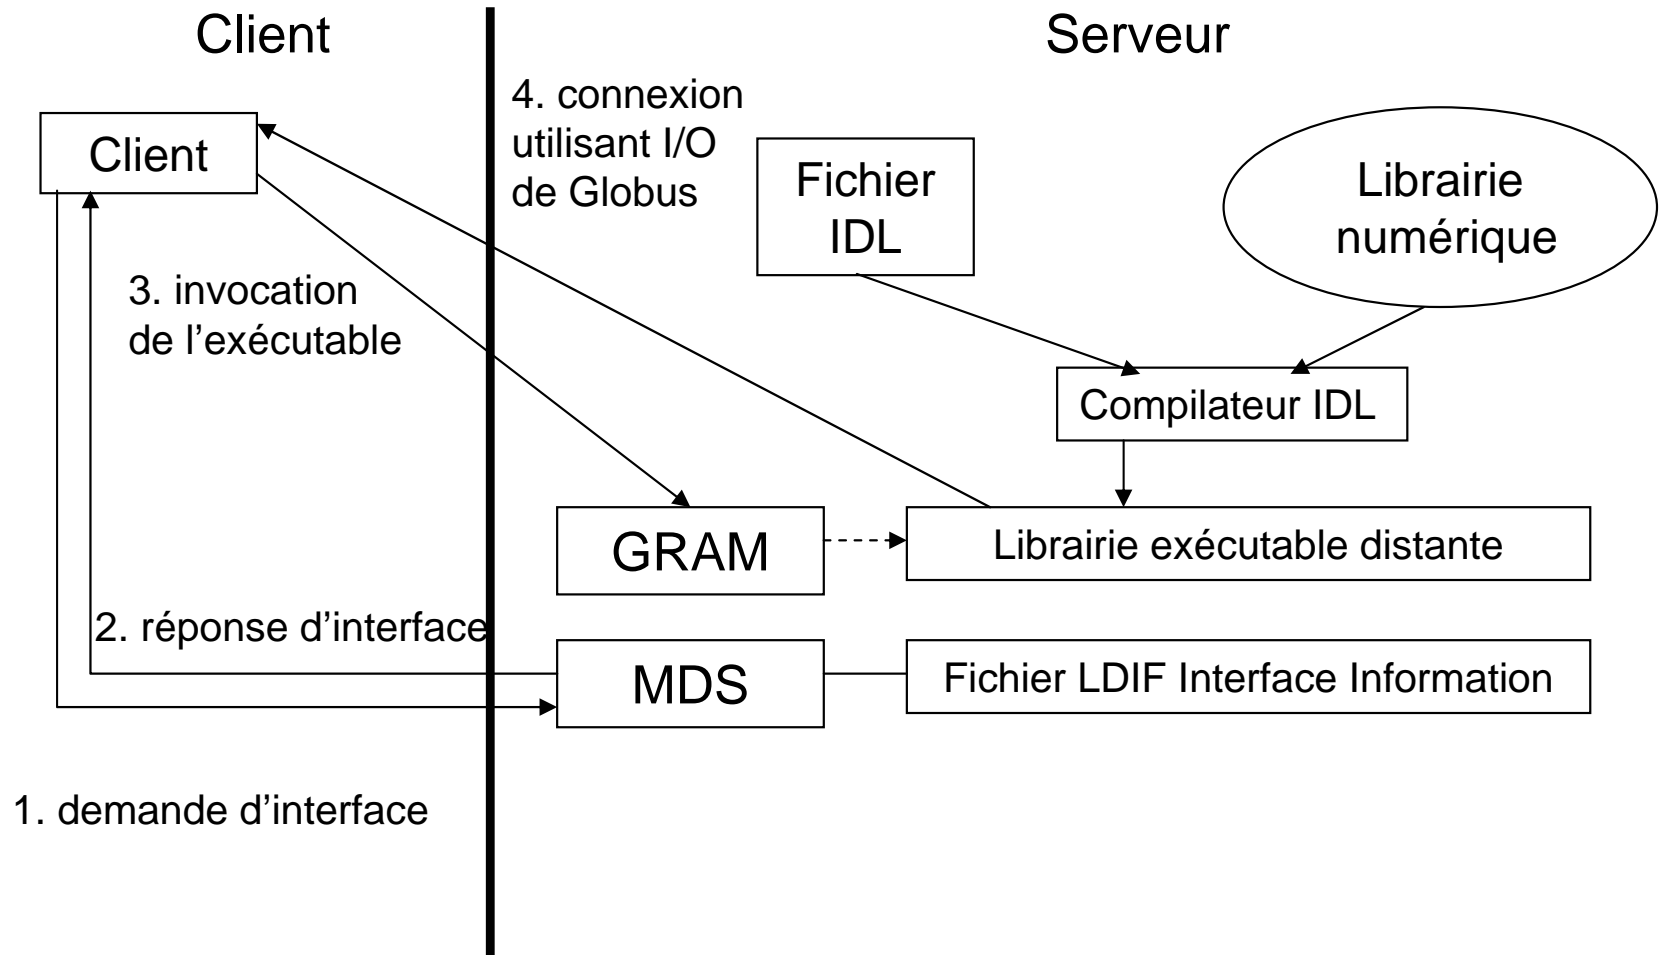 Client
Serveur
4. connexion
utilisant I/O
de Globus
Client
Fichier
IDL
Librairie
numérique
3. invocation
de l’exécutable
Compilateur IDL
GRAM
Librairie exécutable distante
2. réponse d’interface
MDS
Fichier LDIF Interface Information
1. demande d’interface